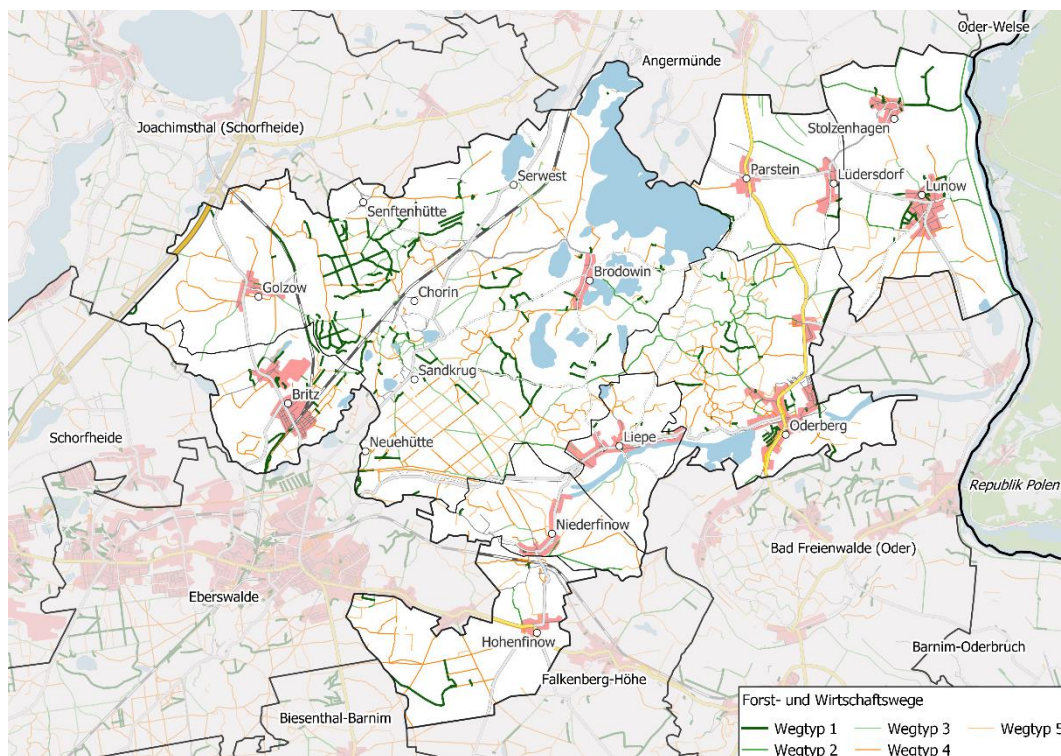 Oder-Welse
Angermünde
Joachimsthal (Schorfheide)
Stolzenhagen
Serwest
Parstein
Lüdersdorf
Lunow
Senftenhütte
Brodowin
Golzow
Chorin
Sandkrug
Britz
Schorfheide
Neuehütte
Liepe
Oderberg
Republik Polen
Niederfinow
Bad Freienwalde (Oder)
Eberswalde
Hohenfinow
Barnim-Oderbruch
Falkenberg-Höhe
Biesenthal-Barnim
Forst- und Wirtschaftswege
Wegtyp 1 Wegtyp 3 Wegtyp 5
Wegtyp 2 Wegtyp 4